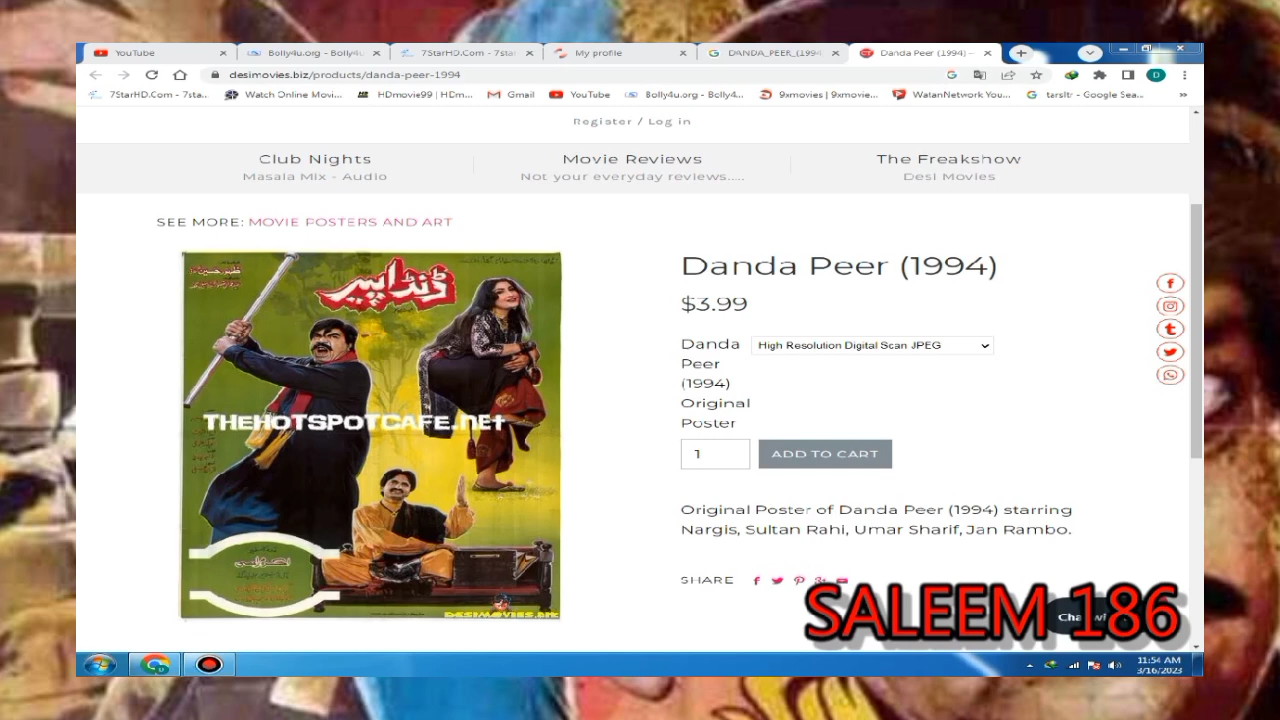 YouTube
Bolly4u.org - Bolly4u
7StarHD.Com - 7star
My profile
DANDA_PEER_(1994
Danda Peer (1994) –
desimovies.biz/products/danda-peer-1994
D
7StarHD.Com - 7sta...
Watch Online Movi...
HDmovie99 | HDm...
Gmail
YouTube
Bolly4u.org - Bolly4...
9xmovies | 9xmovie...
WatanNetwork You...
tarsltr - Google Sea...
Register / Log in
Club Nights
Masala Mix - Audio
Movie Reviews
Not your everyday reviews.....
The Freakshow
Desi Movies
SEE MORE: MOVIE POSTERS AND ART
ڈنڈا پیر
THEHOTSPOTCAFE.net
DESIMOVIES.BIZ
Danda Peer (1994)
$3.99
Danda
Peer
(1994)
Original
Poster
High Resolution Digital Scan JPEG
1
ADD TO CART
Original Poster of Danda Peer (1994) starring
Nargis, Sultan Rahi, Umar Sharif, Jan Rambo.
SHARE
SALEEM 186
11:54 AM
3/16/2023